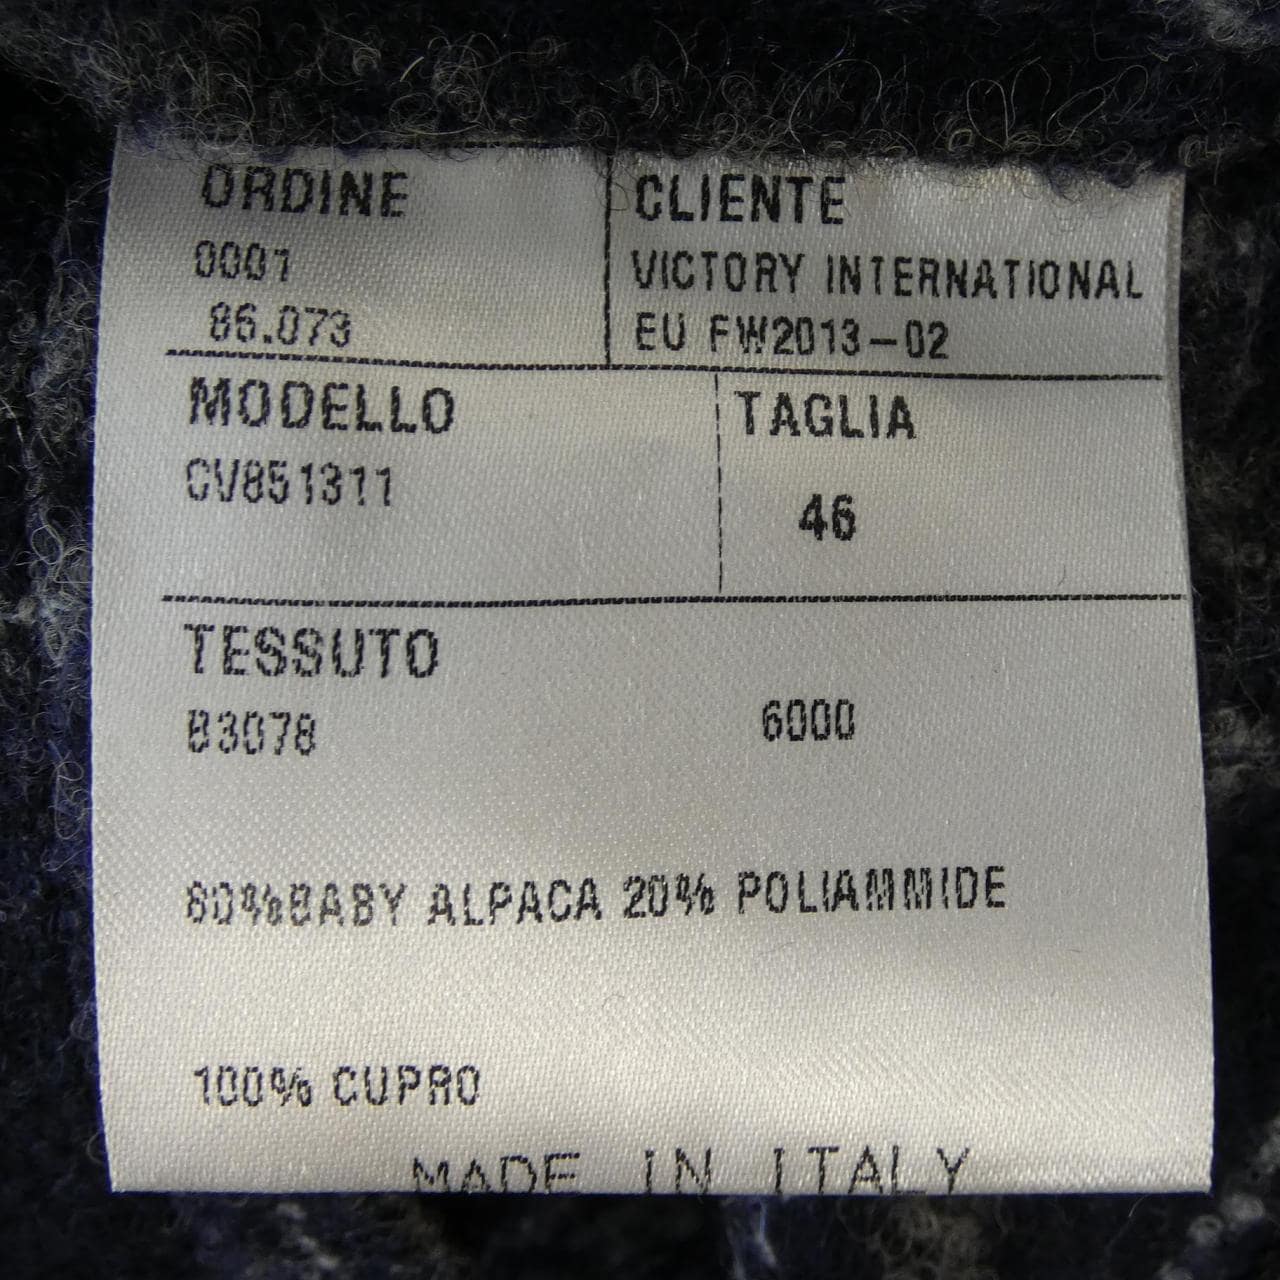 ORDINE
0001
86.073
CLIENTE
VICTORY INTERNATIONAL
EU FW2013-02
MODELLO
CV851311
TAGLIA
46
TESSUTO
B3078 6000
80%BABY ALPACA 20% POLIAMMIDE
100% CUPRO
MADE IN ITALY